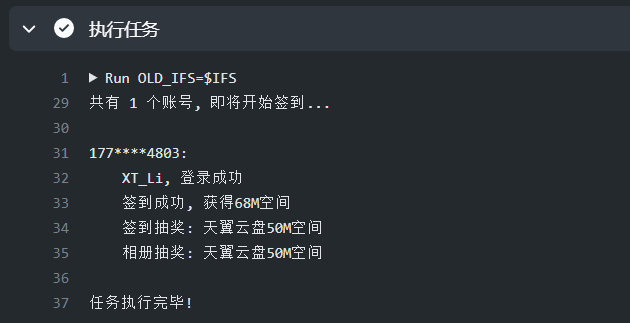 执行任务
1 Run OLD_IFS=$IFS
29 共有 1 个账号, 即将开始签到...
30
31 177****4803:
32 XT_Li, 登录成功
33 签到成功, 获得68M空间
34 签到抽奖: 天翼云盘50M空间
35 相册抽奖: 天翼云盘50M空间
36
37 任务执行完毕!